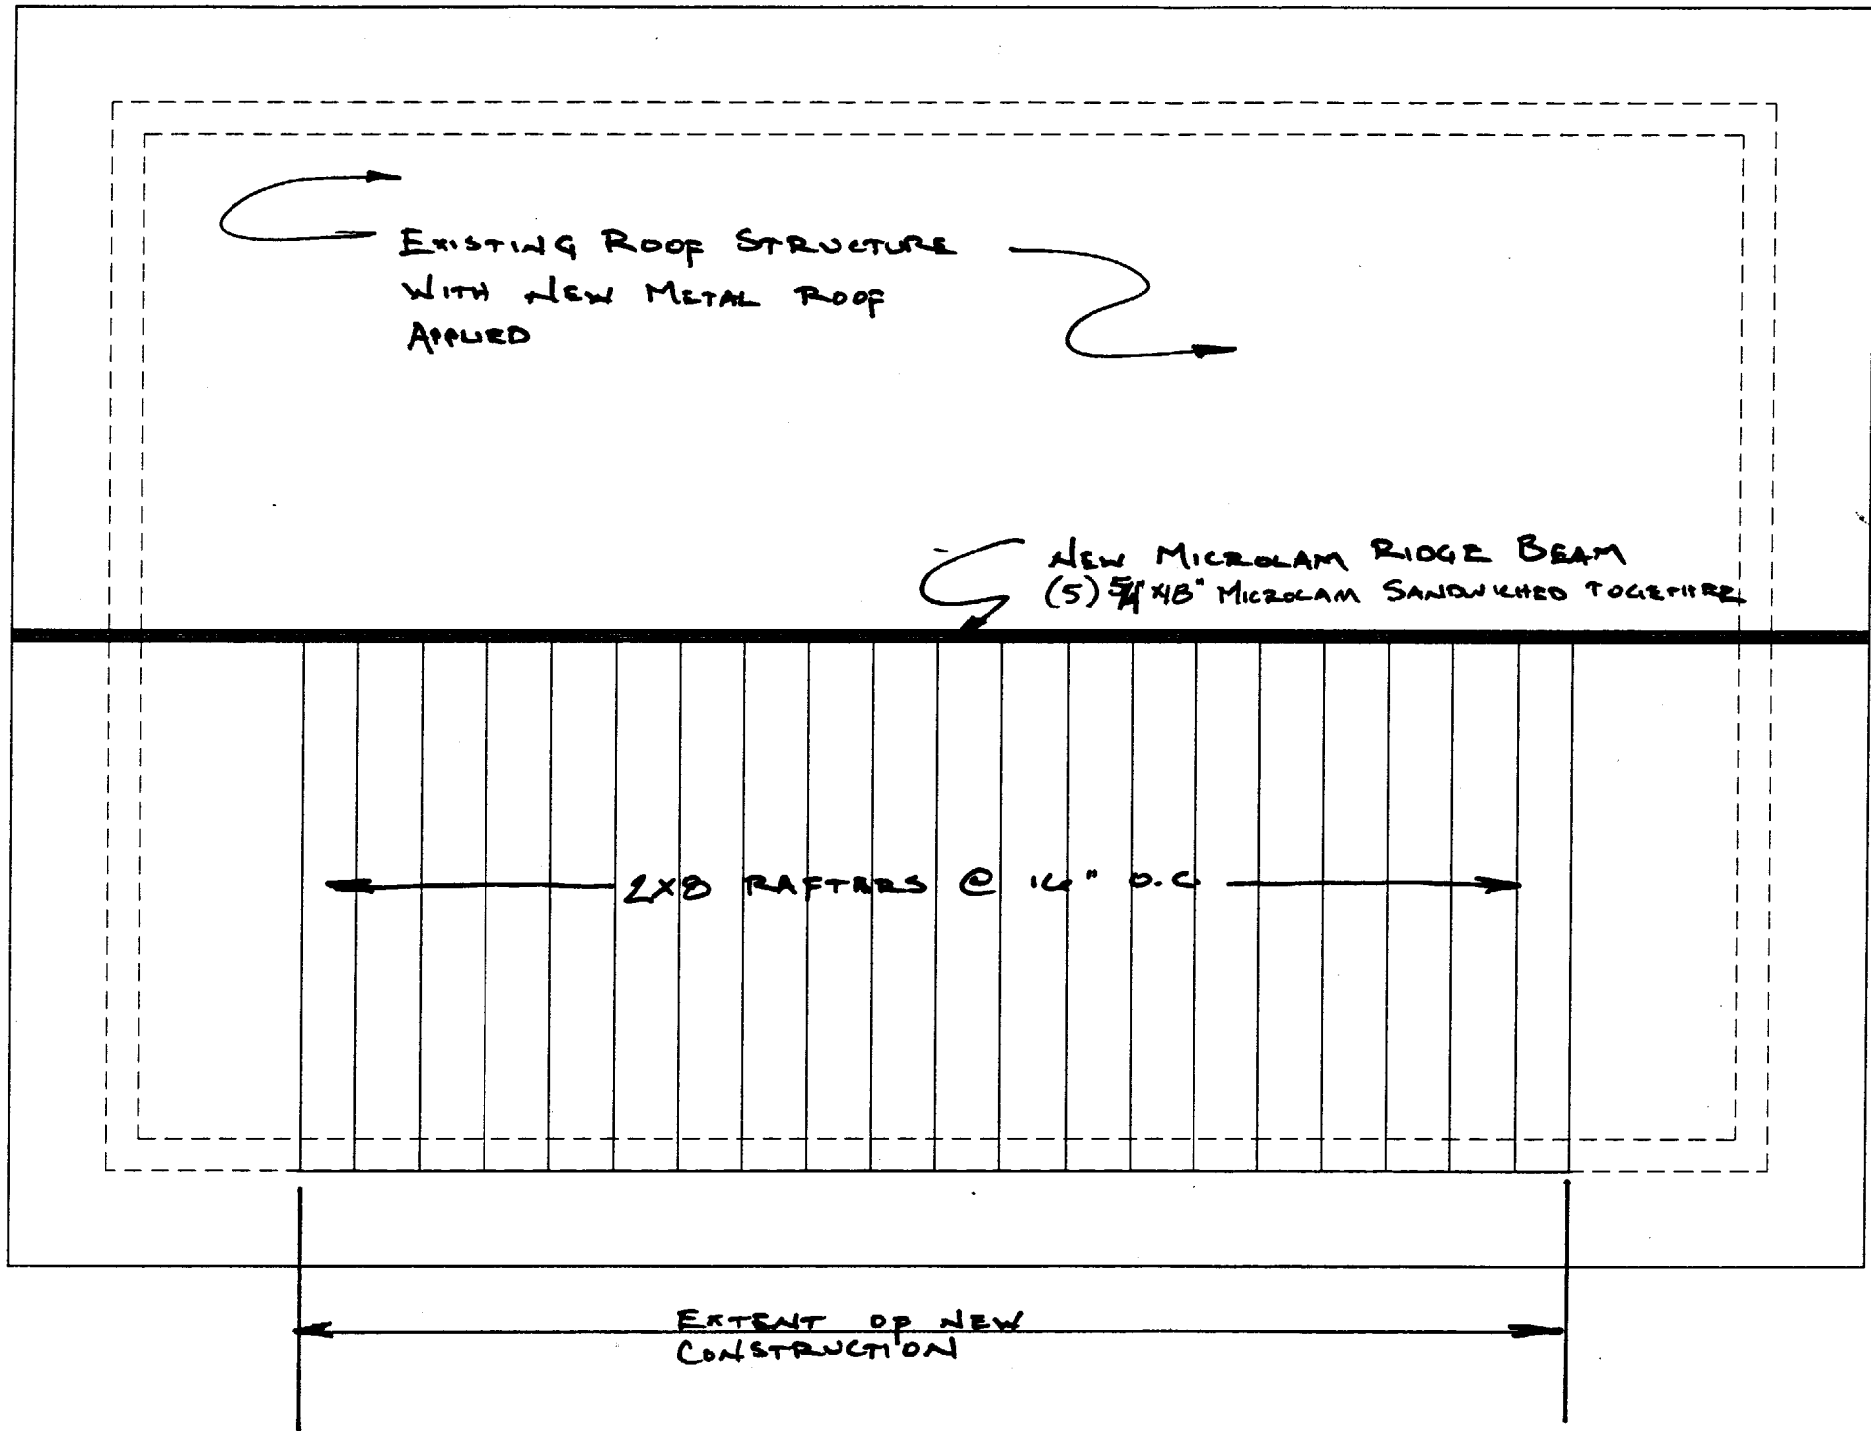 EXISTING ROOF STRUCTURE
WITH NEW METAL ROOF
APPLIED
NEW MICROLAM RIDGE BEAM
(5) 5/4"x18" MICROLAM SANDWICHED TOGETHER
2X8 RAFTERS @ 16" O.C
EXTENT OF NEW
CONSTRUCTION